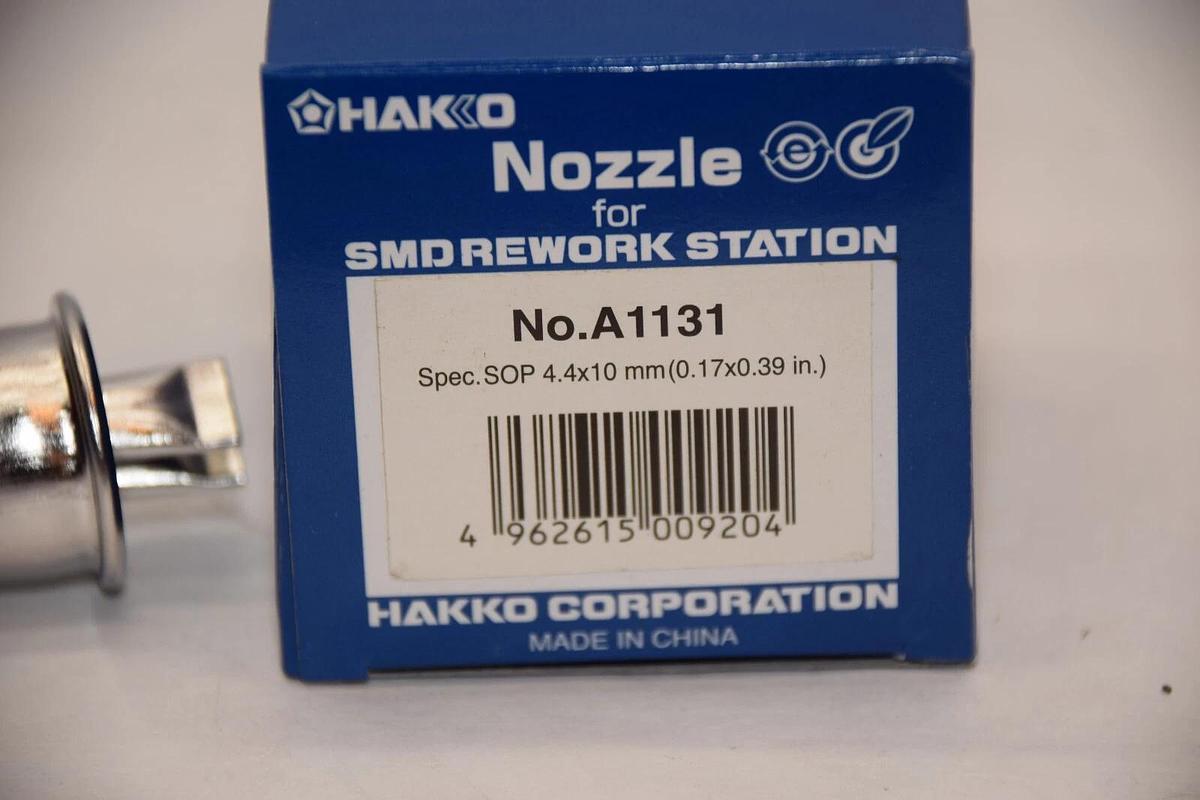 HAKKO
Nozzle
for
SMD REWORK STATION
No.A1131
Spec. SOP 4.4x10 mm (0.17x0.39 in.)
4 962615 009204
HAKKO CORPORATION
MADE IN CHINA